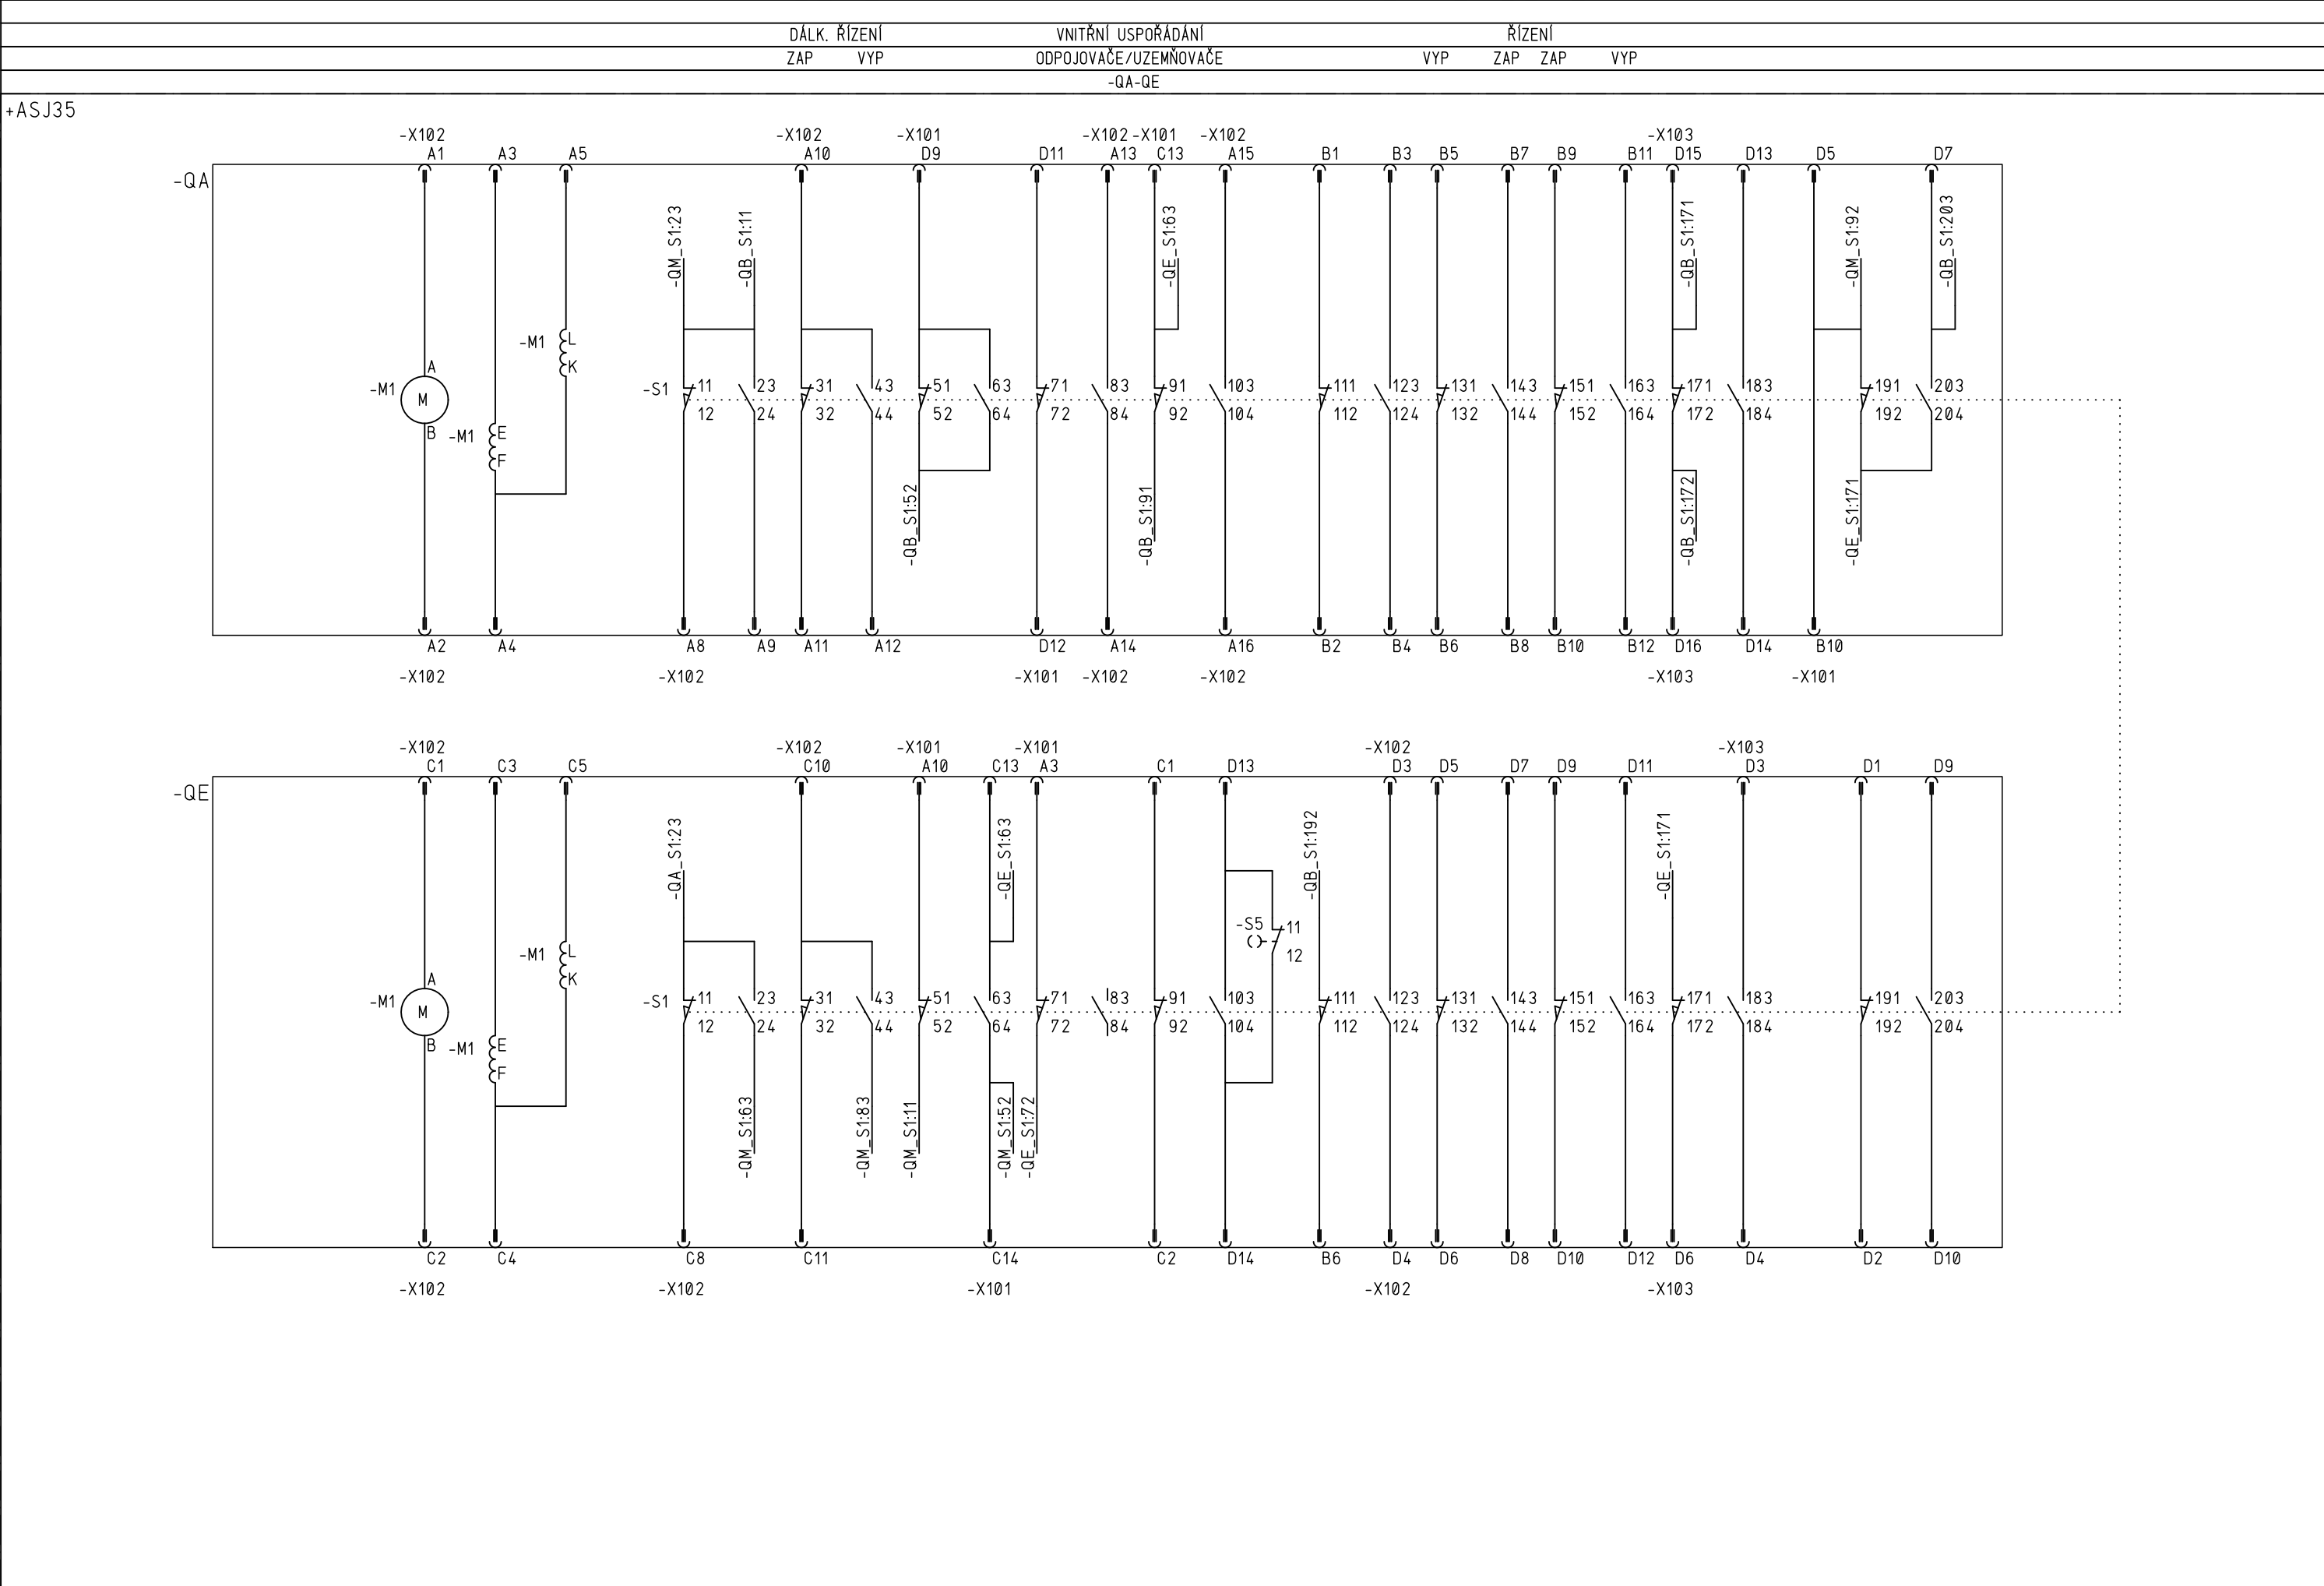 DÁLK. ŘÍZENÍ VNITŘNÍ USPOŘÁDÁNÍ ŘÍZENÍ
ZAP VYP ODPOJOVAČE/UZEMŇOVAČE VYP ZAP ZAP VYP
-QA-QE
+ASJ35
-X102 -X102 -X101 -X102 -X101 -X102 -X103
A1 A3 A5 A10 D9 D11 A13 C13 A15 B1 B3 B5 B7 B9 B11 D15 D13 D5 D7
-QA
-QM_S1:23 -QB_S1:11 -QE_S1:63 -QB_S1:171 -QM_S1:92 -QB_S1:203
-M1 L
K
A
-M1 M
B
-M1 E
F
-S1 11 23 31 43 51 63 71 83 91 103 111 123 131 143 151 163 171 183 191 203
12 24 32 44 52 64 72 84 92 104 112 124 132 144 152 164 172 184 192 204
-QB_S1:52 -QB_S1:91 -QB_S1:172 -QE_S1:171
A2 A4 A8 A9 A11 A12 D12 A14 A16 B2 B4 B6 B8 B10 B12 D16 D14 B10
-X102 -X102 -X101 -X102 -X102 -X103 -X101
-X102 -X102 -X101 -X101 -X102 -X103
C1 C3 C5 C10 A10 C13 A3 C1 D13 D3 D5 D7 D9 D11 D3 D1 D9
-QE
-QA_S1:23 -QE_S1:63 -QB_S1:192 -QE_S1:171
-S5 11
12
-M1 L
K
A
-M1 M
B
-M1 E
F
-S1 11 23 31 43 51 63 71 83 91 103 111 123 131 143 151 163 171 183 191 203
12 24 32 44 52 64 72 84 92 104 112 124 132 144 152 164 172 184 192 204
-QM_S1:63 -QM_S1:83 -QM_S1:11 -QM_S1:52 -QE_S1:72
C2 C4 C8 C11 C14 C2 D14 B6 D4 D6 D8 D10 D12 D6 D4 D2 D10
-X102 -X102 -X101 -X102 -X103